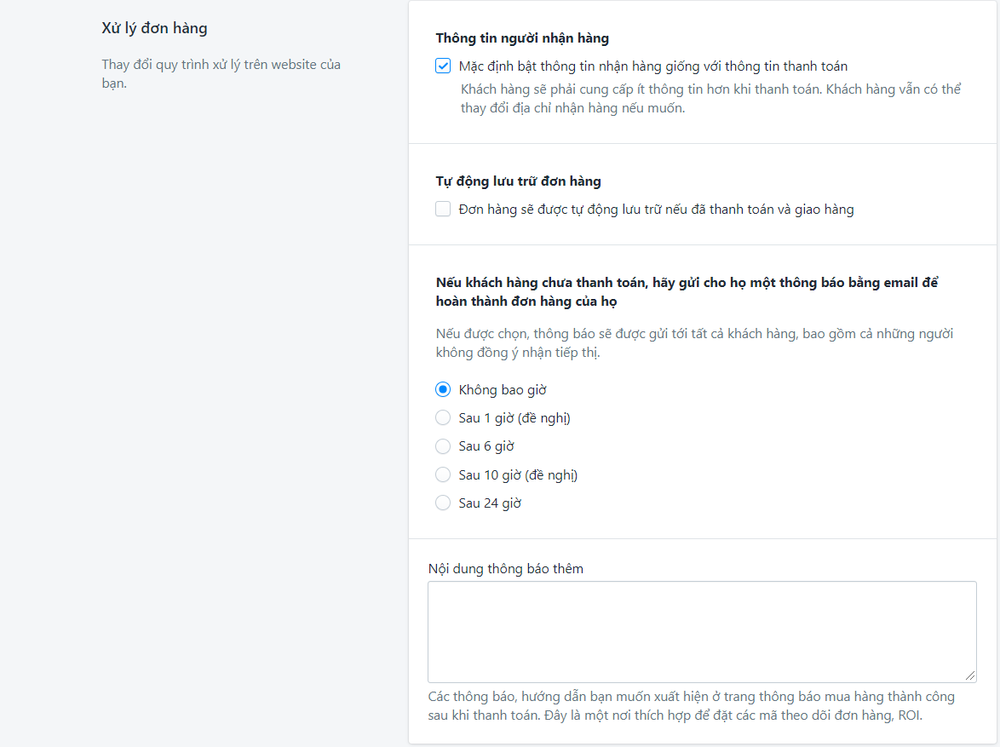 Xử lý đơn hàng
Thay đổi quy trình xử lý trên website của
bạn.
Thông tin người nhận hàng
Mặc định bật thông tin nhận hàng giống với thông tin thanh toán
Khách hàng sẽ phải cung cấp ít thông tin hơn khi thanh toán. Khách hàng vẫn có thể
thay đổi địa chỉ nhận hàng nếu muốn.
Tự động lưu trữ đơn hàng
Đơn hàng sẽ được tự động lưu trữ nếu đã thanh toán và giao hàng
Nếu khách hàng chưa thanh toán, hãy gửi cho họ một thông báo bằng email để
hoàn thành đơn hàng của họ
Nếu được chọn, thông báo sẽ được gửi tới tất cả khách hàng, bao gồm cả những người
không đồng ý nhận tiếp thị.
Không bao giờ
Sau 1 giờ (đề nghị)
Sau 6 giờ
Sau 10 giờ (đề nghị)
Sau 24 giờ
Nội dung thông báo thêm
Các thông báo, hướng dẫn bạn muốn xuất hiện ở trang thông báo mua hàng thành công
sau khi thanh toán. Đây là một nơi thích hợp để đặt các mã theo dõi đơn hàng, ROI.